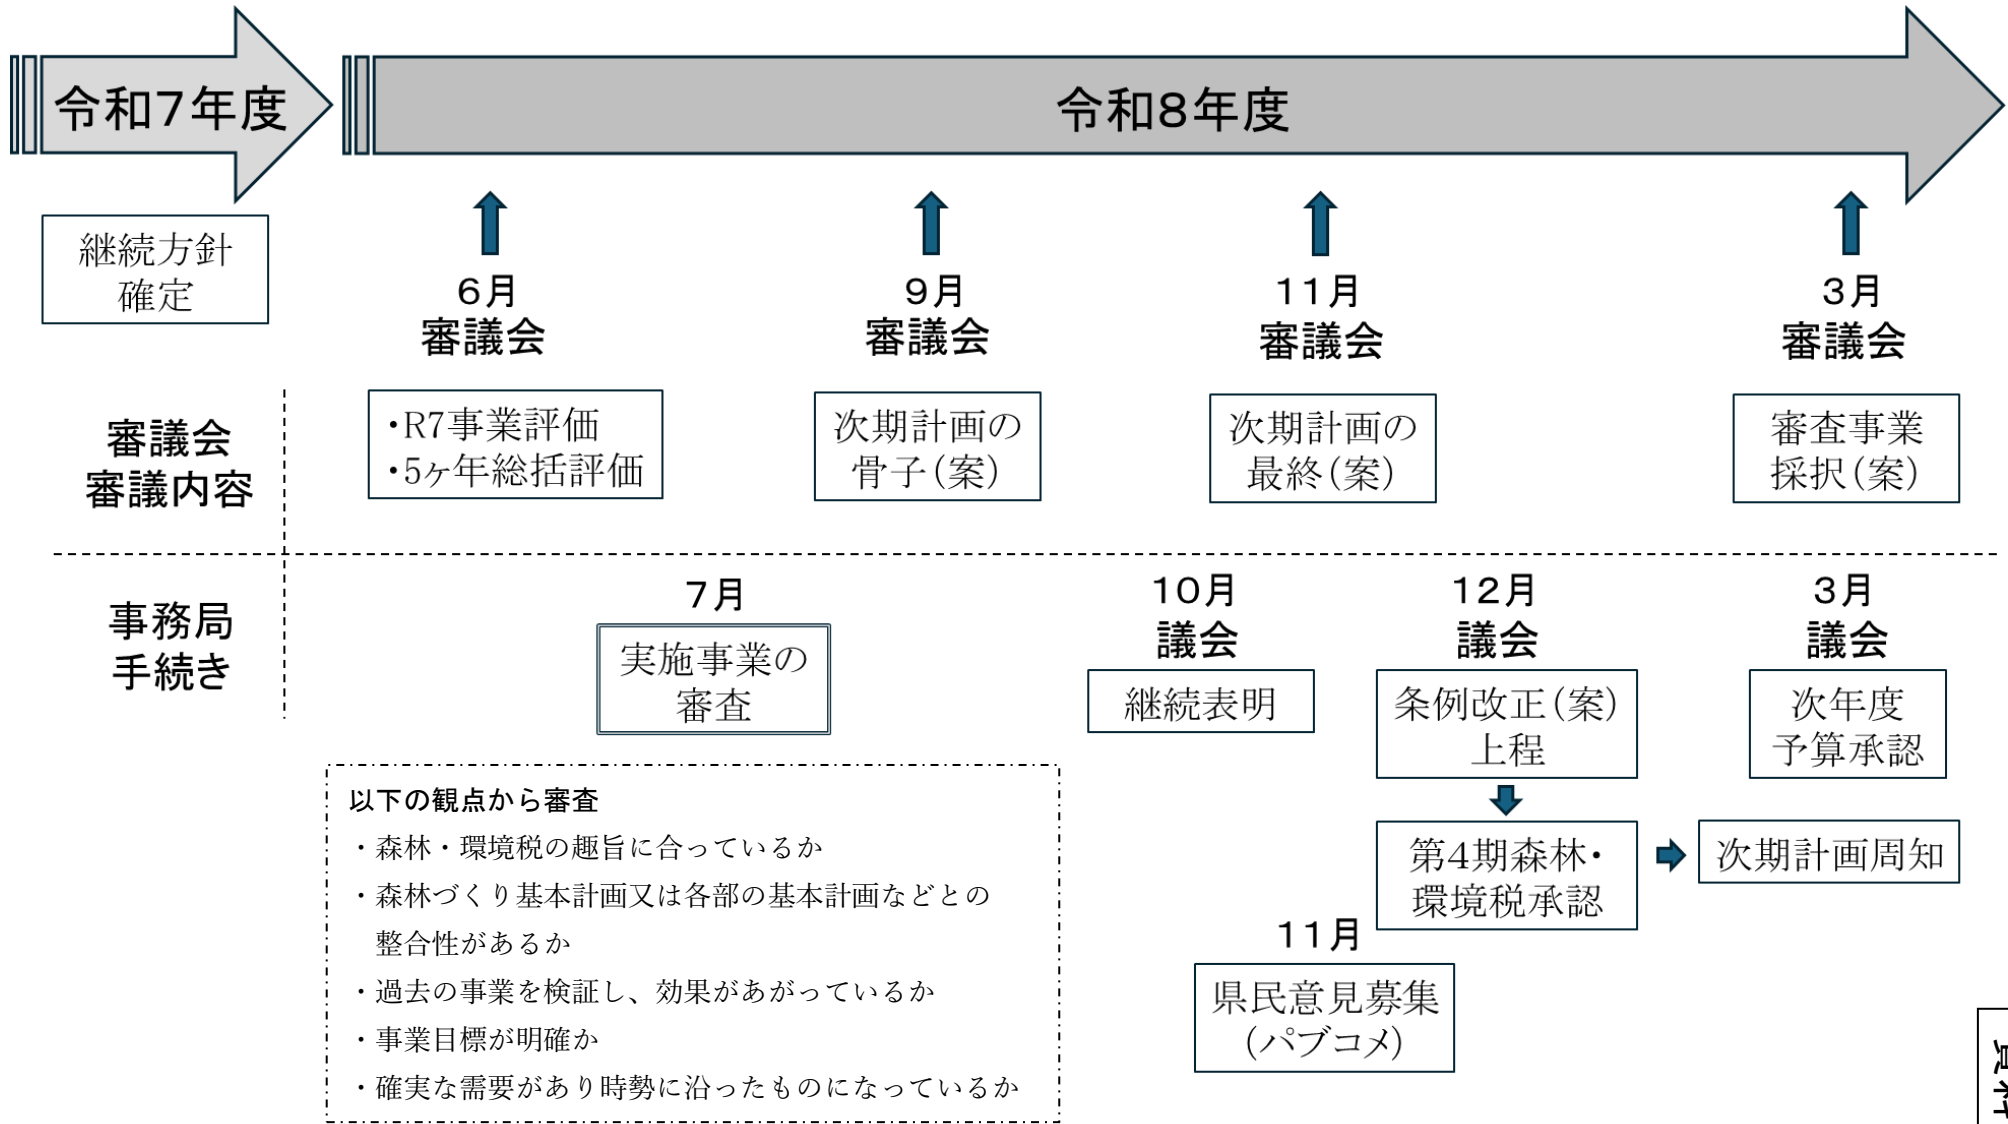 令和7年度
令和8年度
継続方針
確定
6月
審議会
9月
審議会
11月
審議会
3月
審議会
審議会
審議内容
・R7事業評価
・5ヶ年総括評価
次期計画の
骨子(案)
次期計画の
最終(案)
審査事業
採択(案)
事務局
手続き
7月
実施事業の
審査
10月
議会
継続表明
12月
議会
条例改正(案)
上程
3月
議会
次年度
予算承認
第4期森林・
環境税承認
次期計画周知
11月
県民意見募集
(パブコメ)
以下の観点から審査
・森林・環境税の趣旨に合っているか
・森林づくり基本計画又は各部の基本計画などとの
整合性があるか
・過去の事業を検証し、効果があがっているか
・事業目標が明確か
・確実な需要があり時勢に沿ったものになっているか